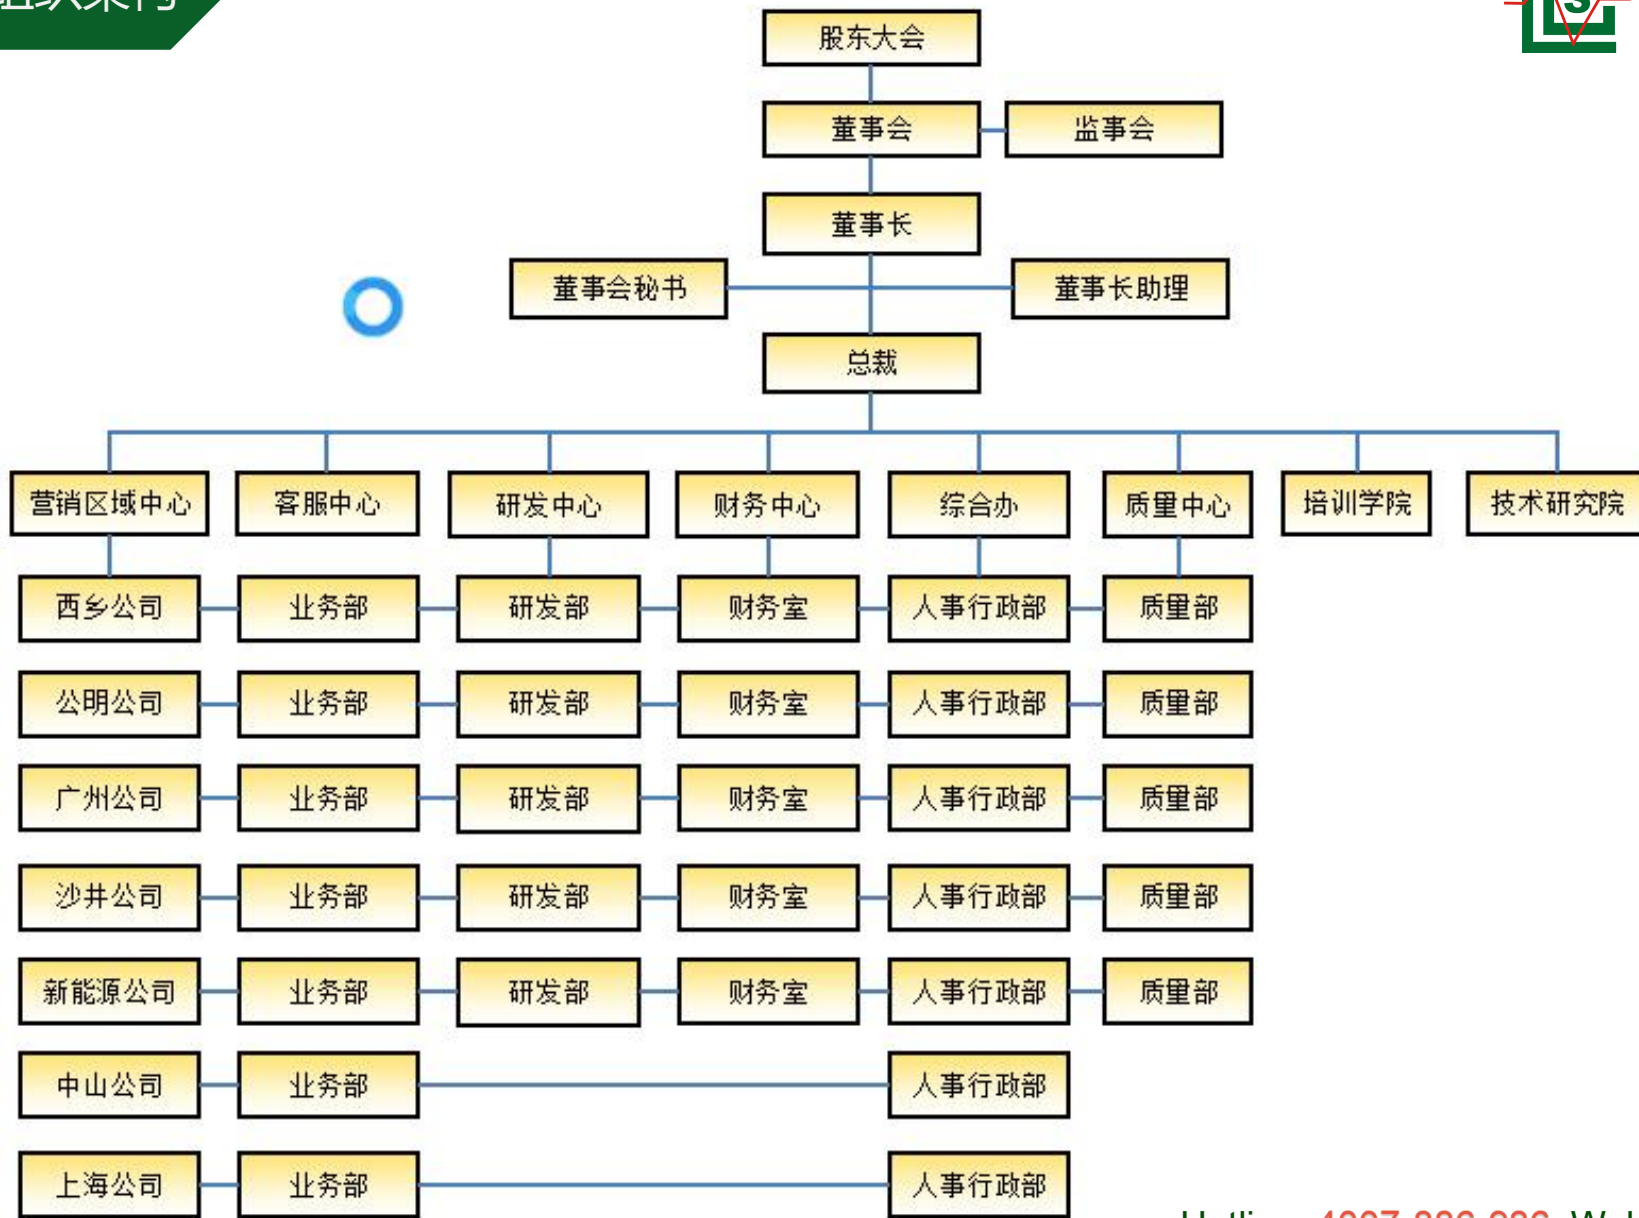 组织架构
S
股东大会
董事会 监事会
董事长
董事会秘书 董事长助理
总裁
营销区域中心 客服中心 研发中心 财务中心 综合办 质量中心 培训学院 技术研究院
西乡公司 业务部 研发部 财务室 人事行政部 质量部
公明公司 业务部 研发部 财务室 人事行政部 质量部
广州公司 业务部 研发部 财务室 人事行政部 质量部
沙井公司 业务部 研发部 财务室 人事行政部 质量部
新能源公司 业务部 研发部 财务室 人事行政部 质量部
中山公司 业务部 人事行政部
上海公司 业务部 人事行政部